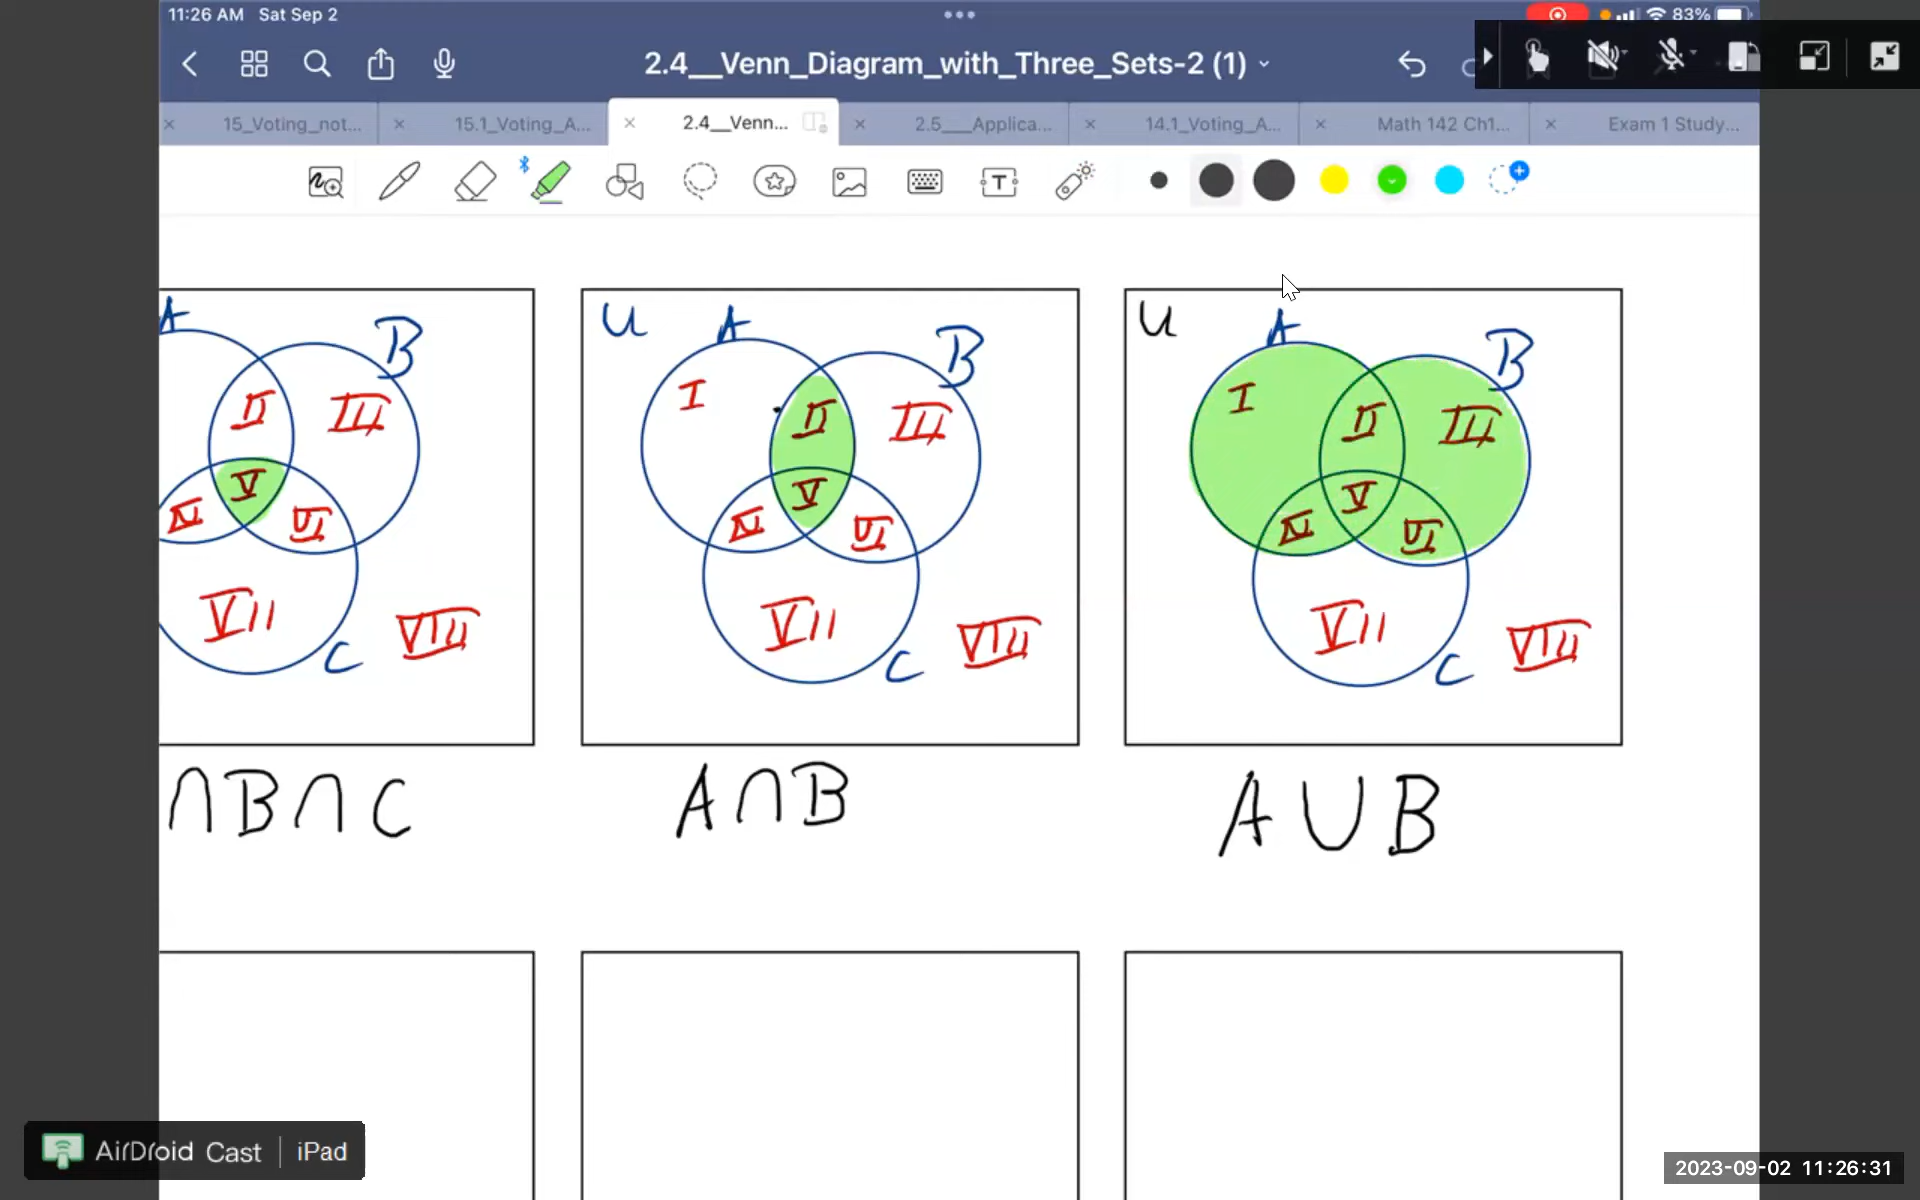 11:26 AM Sat Sep 2
83%
2.4__Venn_Diagram_with_Three_Sets-2 (1)
15_Voting_not...
15.1_Voting_A...
2.4__Venn...
2.5___Applica...
14.1_Voting_A...
Math 142 Ch1...
Exam 1 Study...
A
B
II
III
V
IV
VI
VII
VIII
C
U
A
B
I
II
III
V
IV
VI
VII
VIII
C
U
A
B
I
II
III
V
IV
VI
VII
VIII
C
∩B∩C
A∩B
A∪B
AirDroid Cast | iPad
2023-09-02 11:26:31